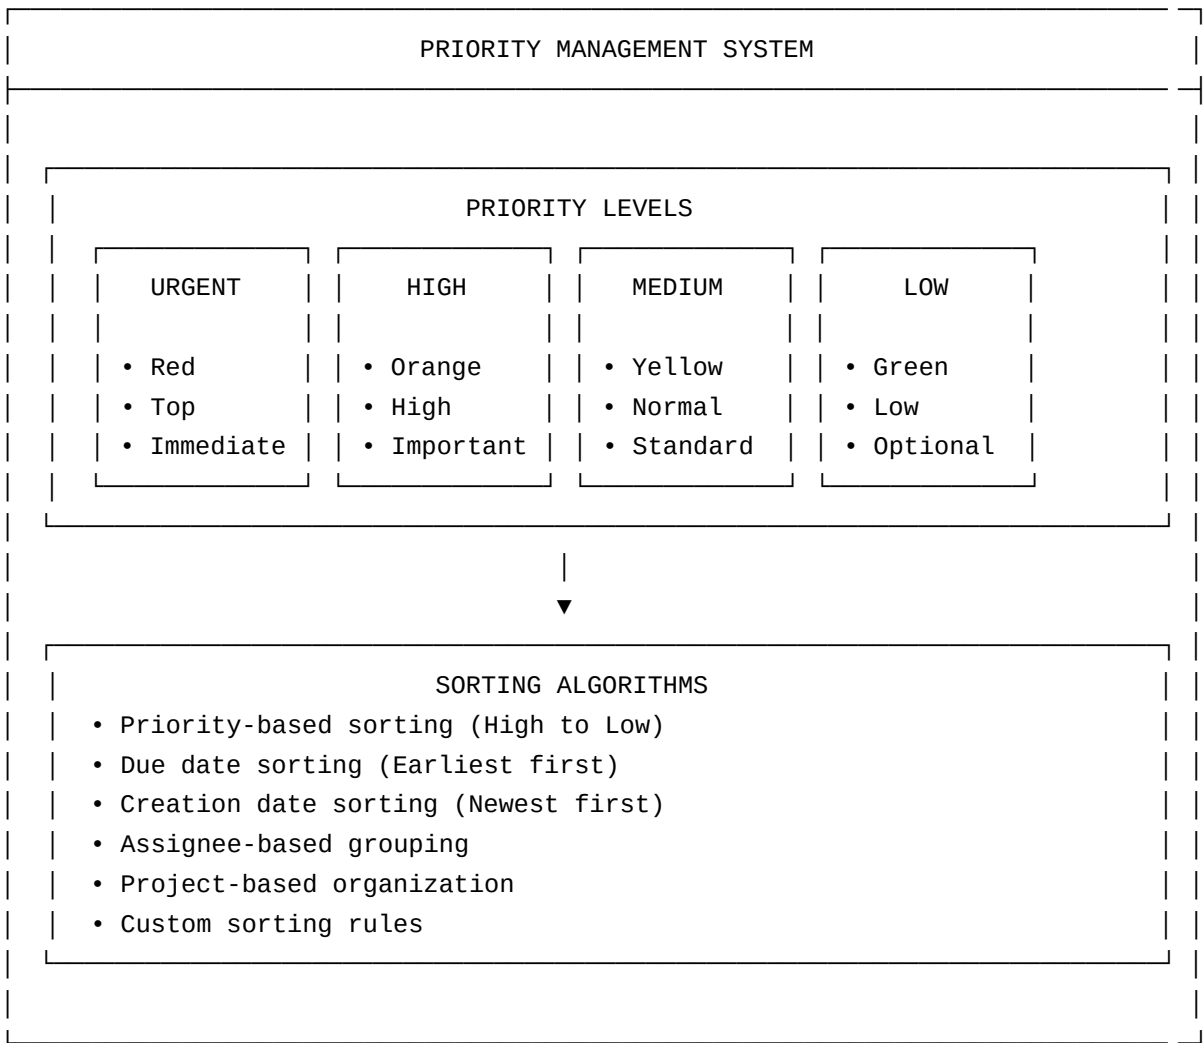 PRIORITY MANAGEMENT SYSTEM
PRIORITY LEVELS
URGENT HIGH MEDIUM LOW
• Red • Orange • Yellow • Green
• Top • High • Normal • Low
• Immediate • Important • Standard • Optional
▼
SORTING ALGORITHMS
• Priority-based sorting (High to Low)
• Due date sorting (Earliest first)
• Creation date sorting (Newest first)
• Assignee-based grouping
• Project-based organization
• Custom sorting rules